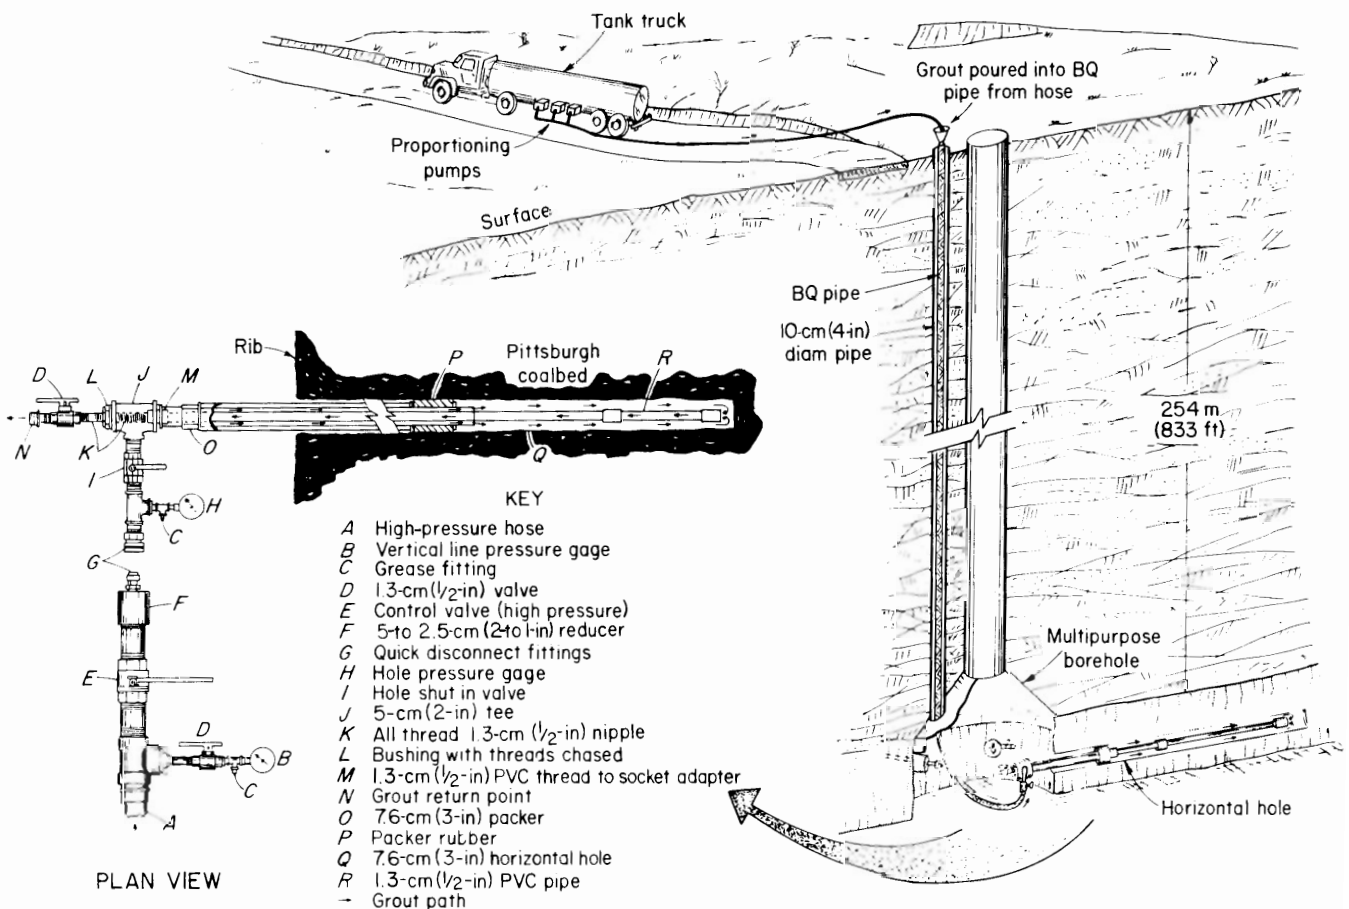 Tank truck
Grout poured into BQ
pipe from hose
Proportioning
pumps
Surface
BQ pipe
10-cm (4-in)
diam pipe
254 m
(833 ft)
Multipurpose
borehole
Horizontal hole
Rib
Pittsburgh
coalbed
P
R
D
L
J
M
N
K
O
Q
I
H
C
G
F
E
D
B
C
A
PLAN VIEW
KEY
A High-pressure hose
B Vertical line pressure gage
C Grease fitting
D 1.3-cm (1/2-in) valve
E Control valve (high pressure)
F 5-to 2.5-cm (2-to 1-in) reducer
G Quick disconnect fittings
H Hole pressure gage
I Hole shut in valve
J 5-cm (2-in) tee
K All thread 1.3-cm (1/2-in) nipple
L Bushing with threads chased
M 1.3-cm (1/2-in) PVC thread to socket adapter
N Grout return point
O 7.6-cm (3-in) packer
P Packer rubber
Q 7.6-cm (3-in) horizontal hole
R 1.3-cm (1/2-in) PVC pipe
→ Grout path